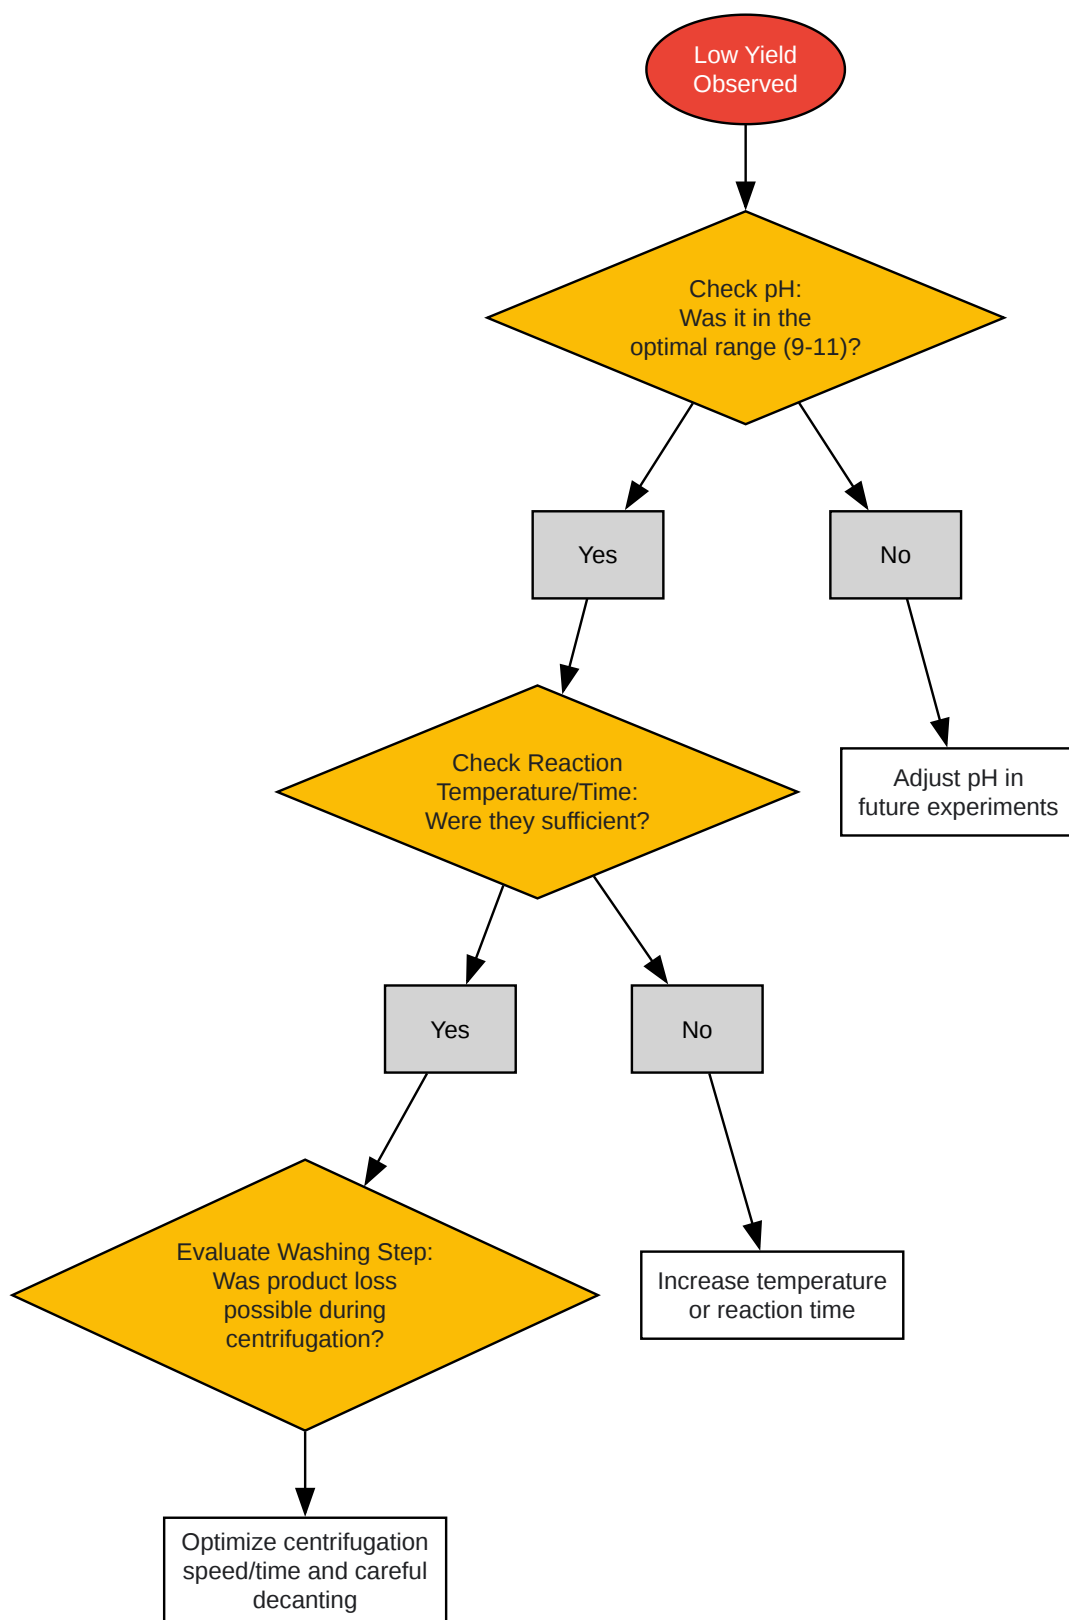 Low Yield
Observed
Check pH:
Was it in the
optimal range (9-11)?
Yes
No
Check Reaction
Temperature/Time:
Were they sufficient?
Adjust pH in
future experiments
Yes
No
Evaluate Washing Step:
Was product loss
possible during
centrifugation?
Increase temperature
or reaction time
Optimize centrifugation
speed/time and careful
decanting